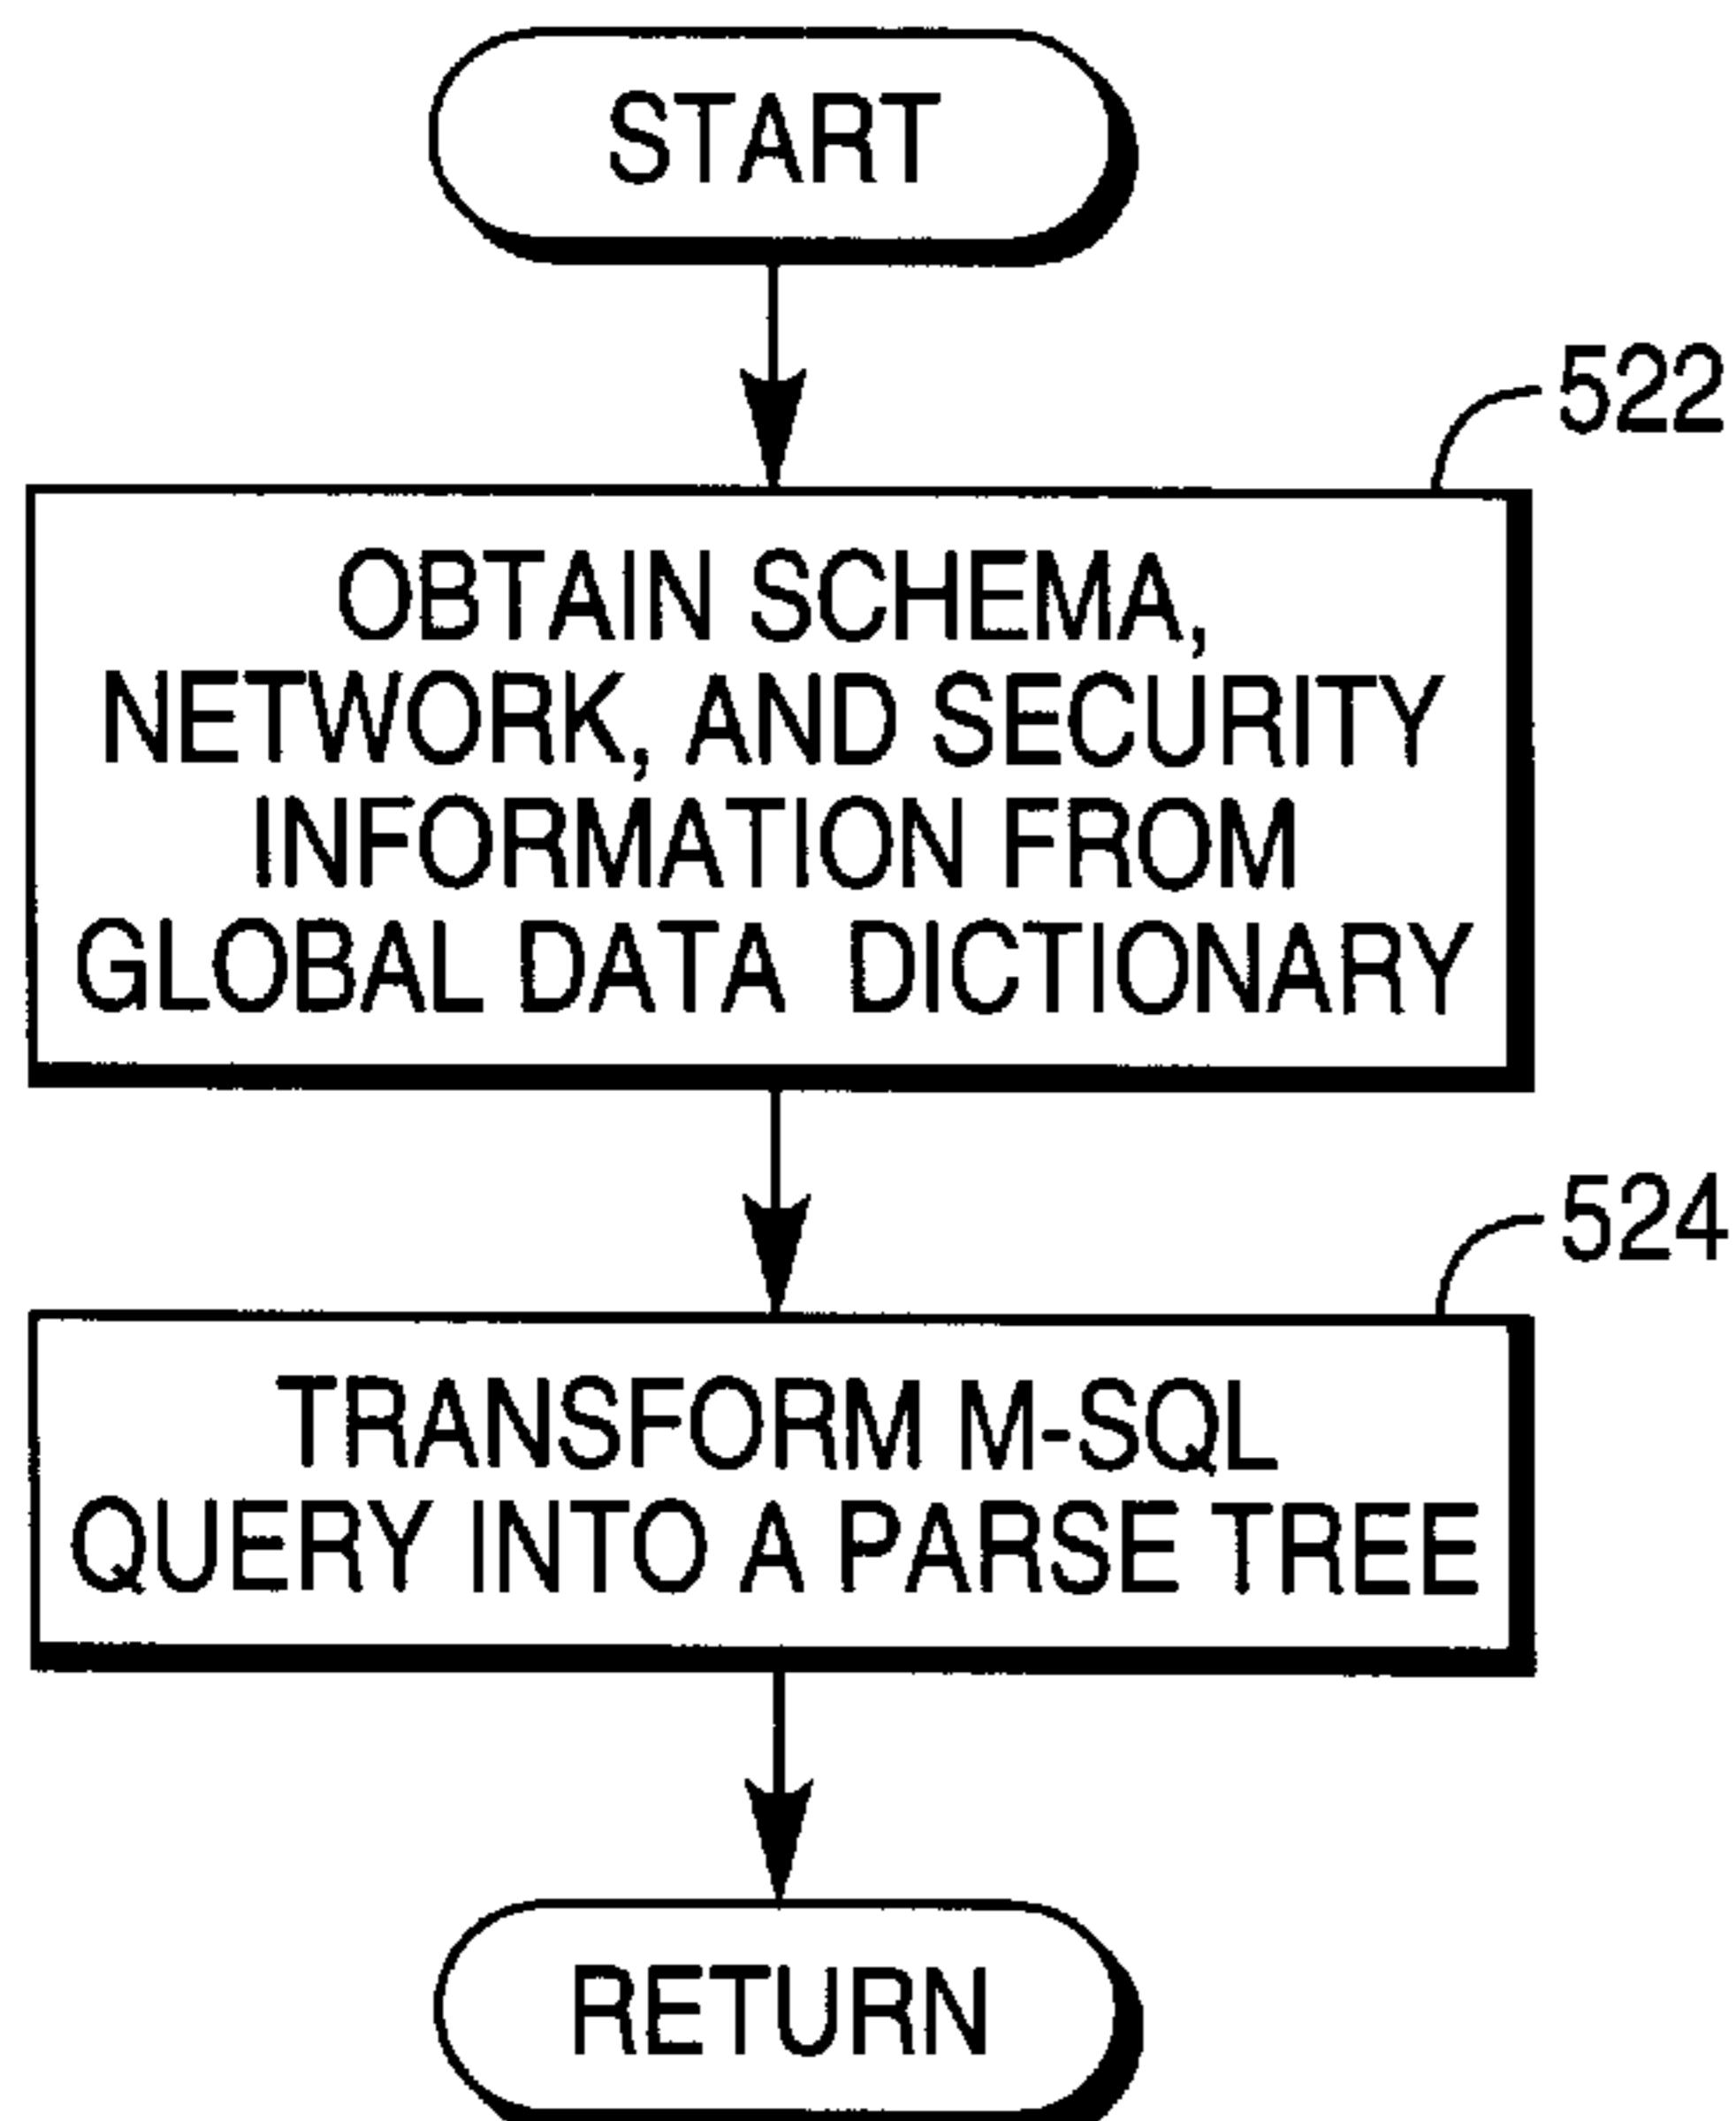 START
522
OBTAIN SCHEMA,
NETWORK, AND SECURITY
INFORMATION FROM
GLOBAL DATA DICTIONARY
524
TRANSFORM M-SQL
QUERY INTO A PARSE TREE
RETURN